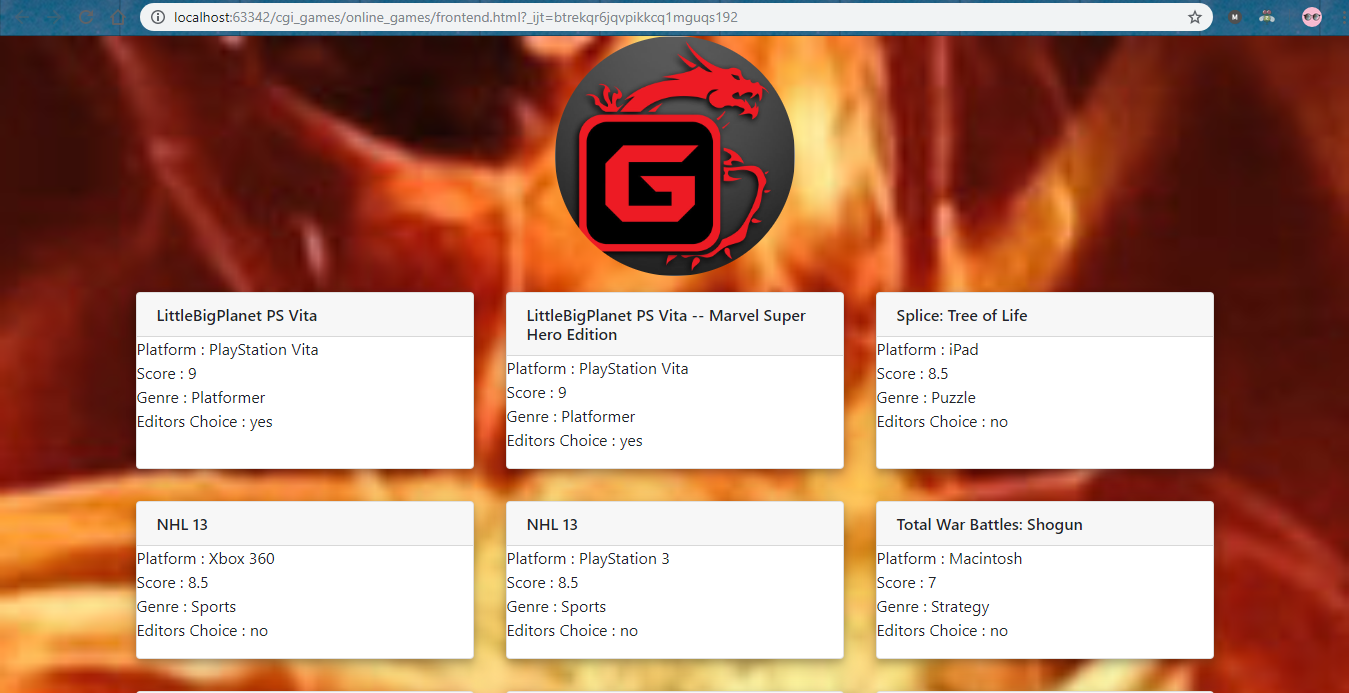 localhost:63342/cgi_games/online_games/frontend.html?_ijt=btrekqr6jqvpikkcq1mguqs192
M
G
LittleBigPlanet PS Vita
Platform : PlayStation Vita
Score : 9
Genre : Platformer
Editors Choice : yes
LittleBigPlanet PS Vita -- Marvel Super
Hero Edition
Platform : PlayStation Vita
Score : 9
Genre : Platformer
Editors Choice : yes
Splice: Tree of Life
Platform : iPad
Score : 8.5
Genre : Puzzle
Editors Choice : no
NHL 13
Platform : Xbox 360
Score : 8.5
Genre : Sports
Editors Choice : no
NHL 13
Platform : PlayStation 3
Score : 8.5
Genre : Sports
Editors Choice : no
Total War Battles: Shogun
Platform : Macintosh
Score : 7
Genre : Strategy
Editors Choice : no